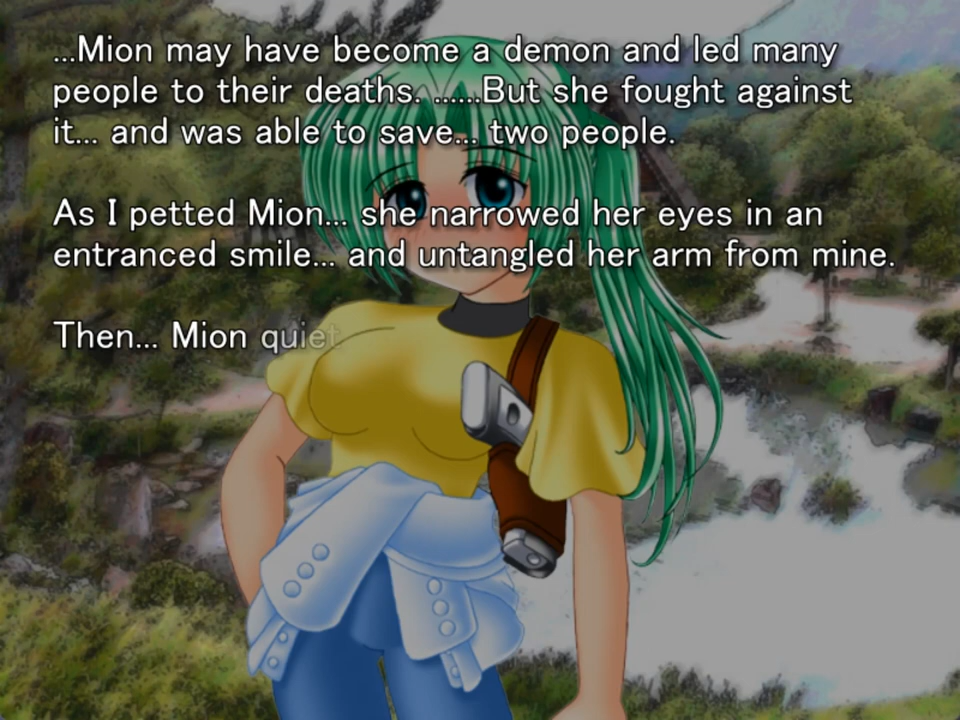 ...Mion may have become a demon and led many
people to their deaths. ......But she fought against
it... and was able to save... two people.
As I petted Mion... she narrowed her eyes in an
entranced smile... and untangled her arm from mine.
Then... Mion quiet